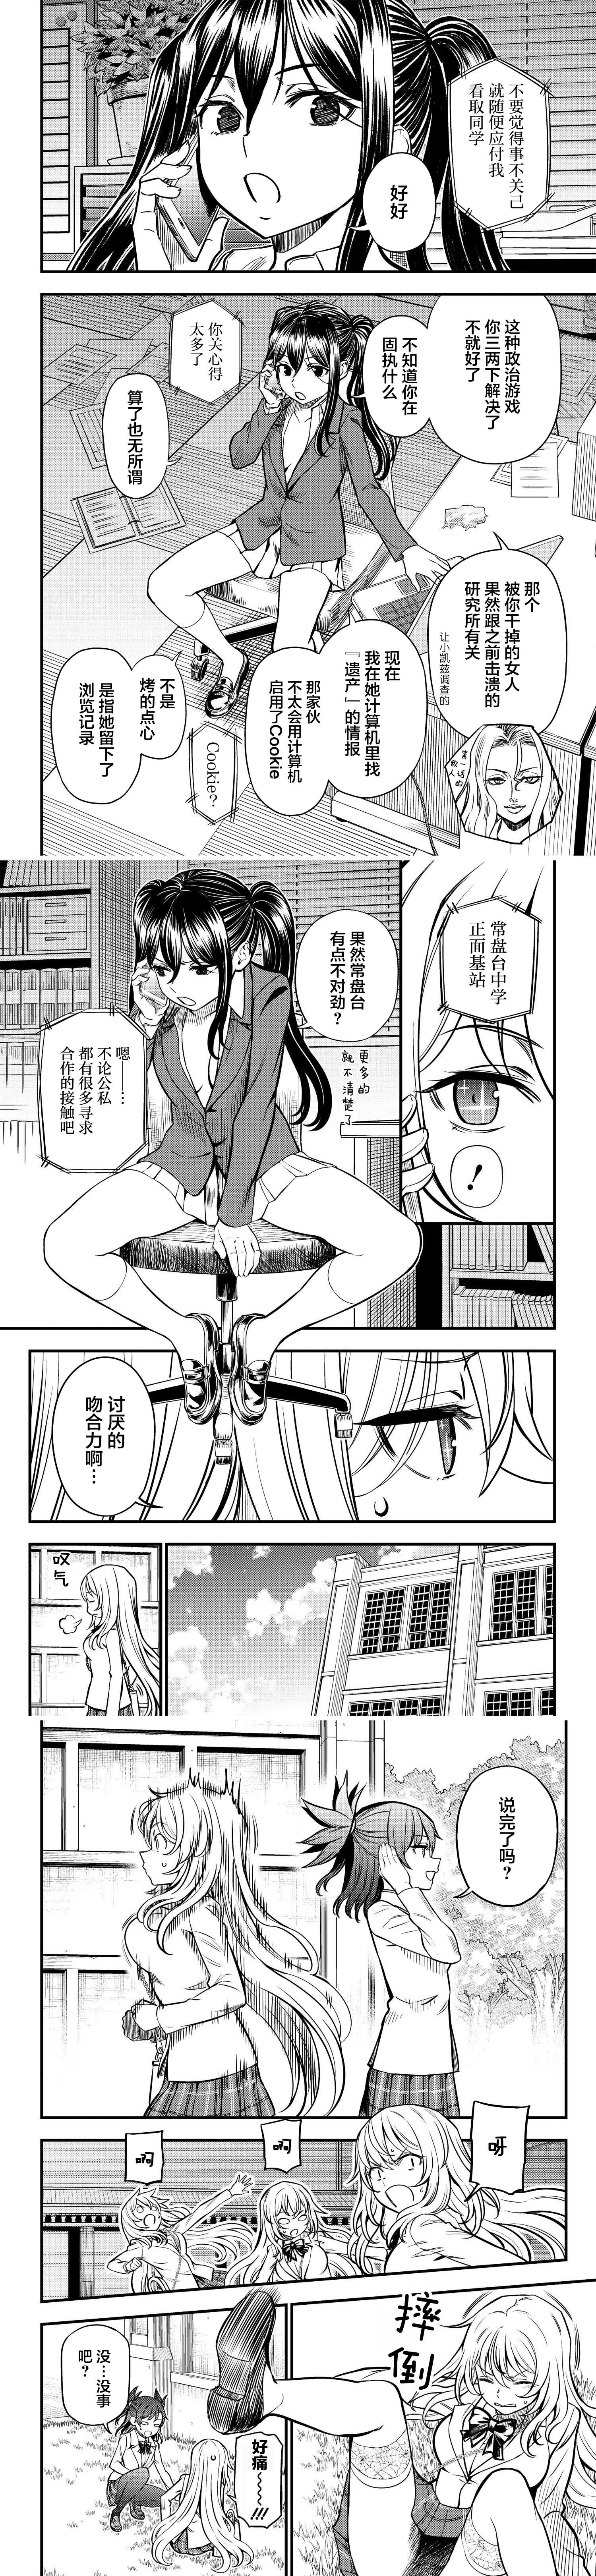 不要觉得事不关己
就随便应付我
看取同学
好好
这种政治游戏
你三两下解决了
不就好了
不知道你在
固执什么
你关心得
太多了
算了也无所谓
那个
被你干掉的女人
果然跟之前击溃的
研究所有关
让小凯兹调查的
第一话的
敌人
现在
我在她计算机里找
『遗产』的情报
那家伙
不太会用计算机
启用了Cookie
Cookie?
不是
烤的点心
是指她留下了
浏览记录
常盘台中学
正面基站
!
果然常盘台
有点不对劲?
更多的
就不清楚了
嗯——…
不论公私
都有很多寻求
合作的接触吧
讨厌的
吻合力啊…
叹气
说完了吗?
呀
啊
啊
摔倒
没…没事
吧?
好痛~~~!!!